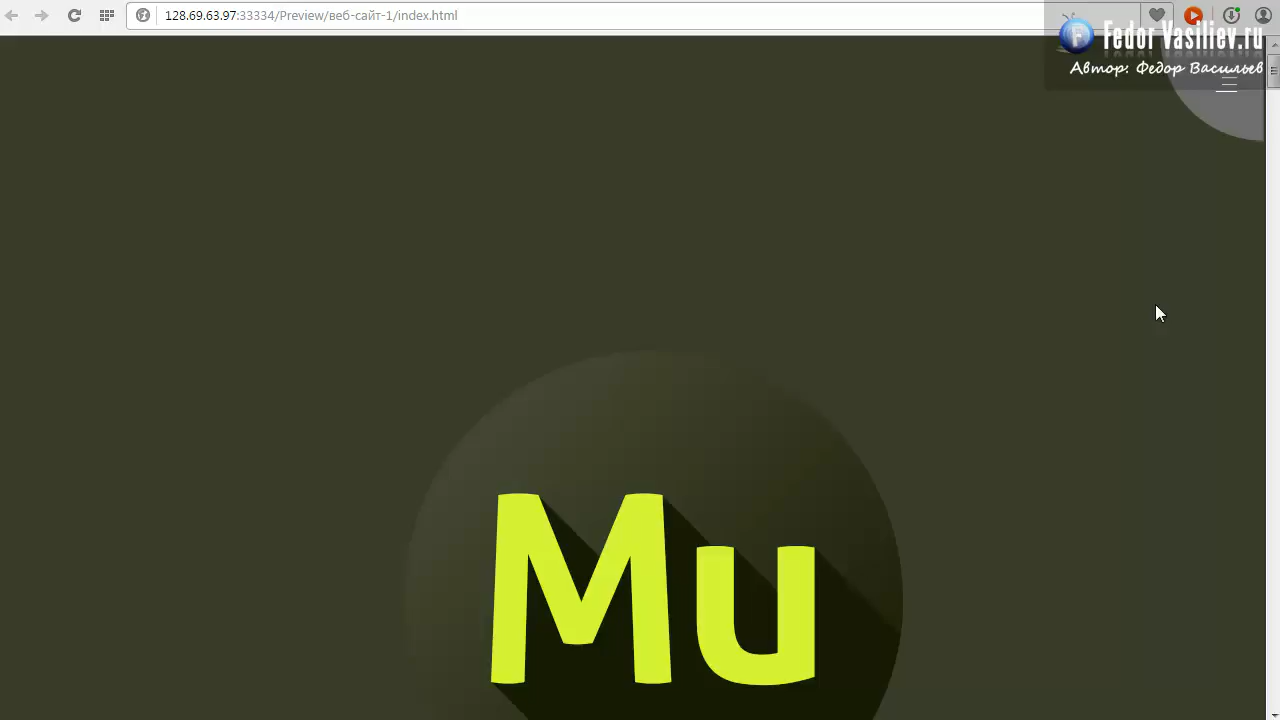 128.69.63.97:33334/Preview/веб-сайт-1/index.html
Fedor Vasiliev.ru
Автор: Федор Васильев
Mu